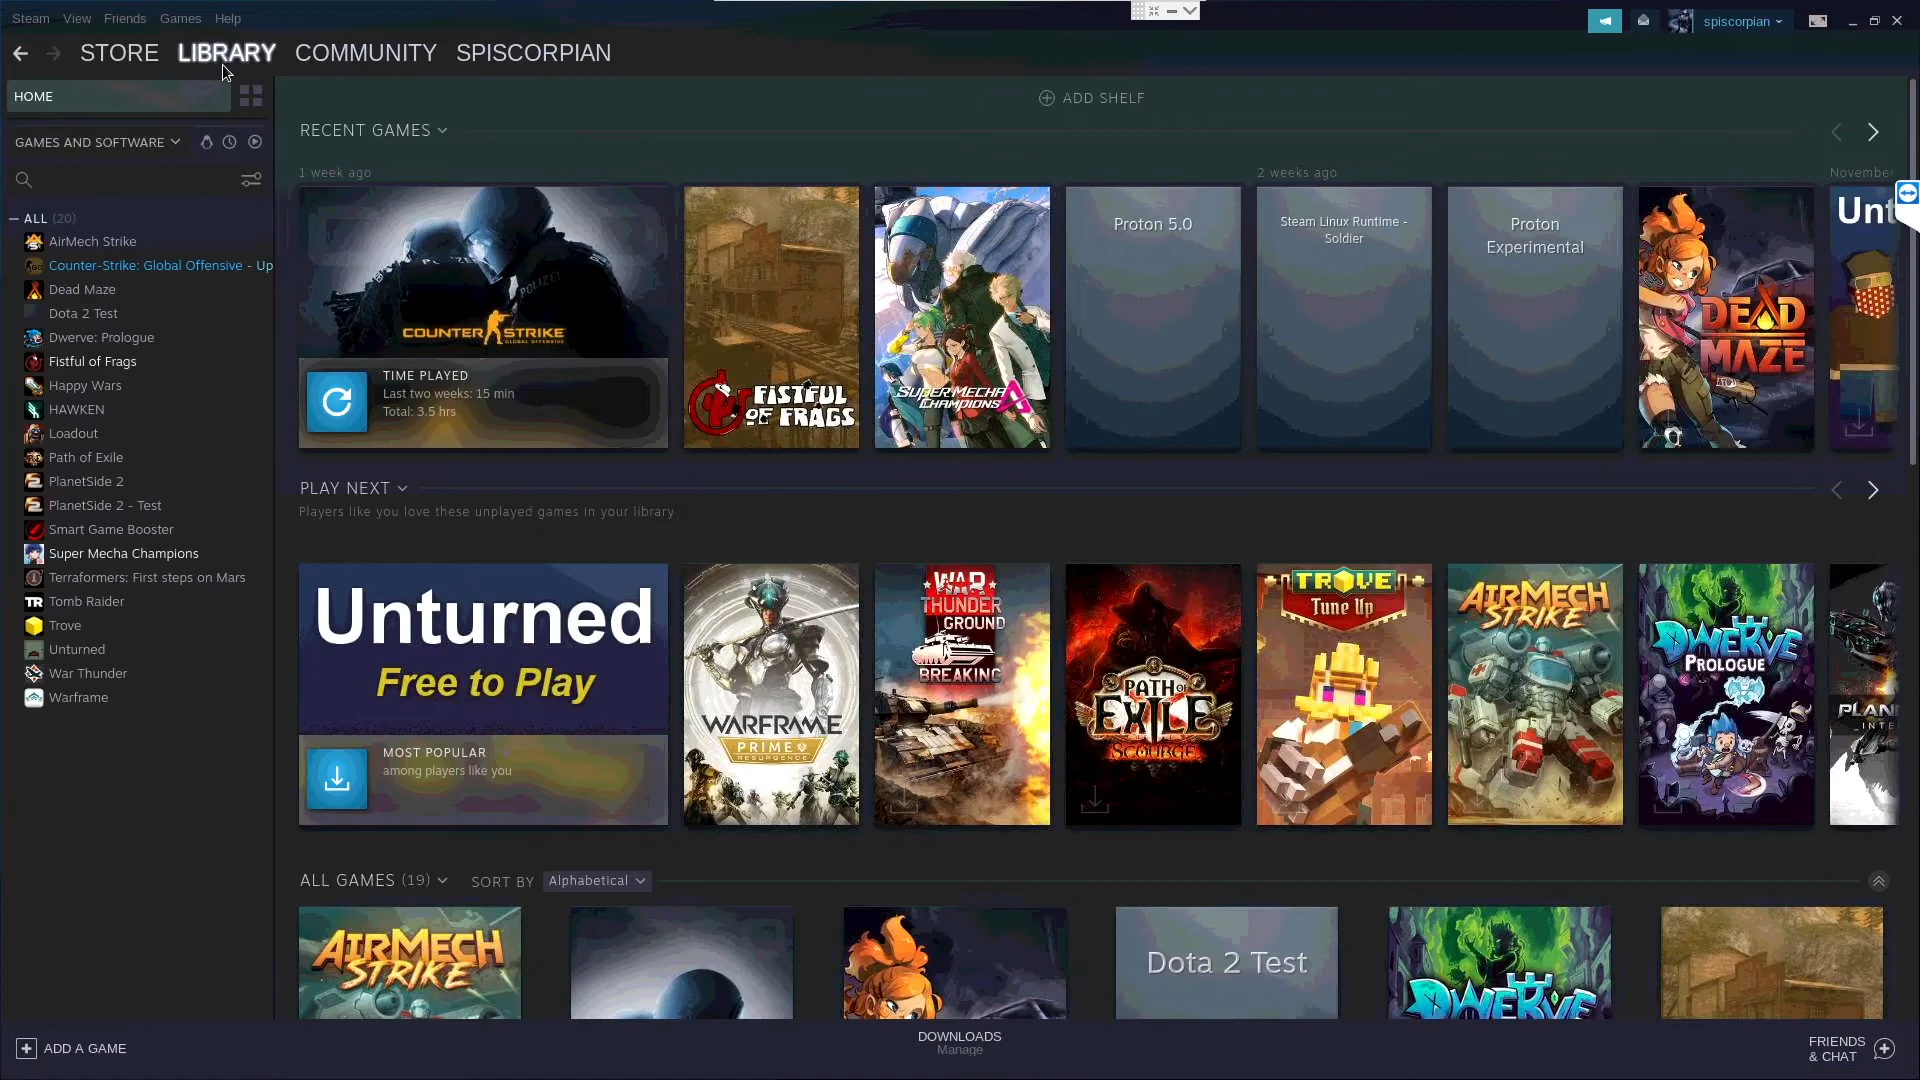 Steam View Friends Games Help
spiscorpian
STORE LIBRARY COMMUNITY SPISCORPIAN
HOME
ADD SHELF
GAMES AND SOFTWARE
RECENT GAMES
1 week ago
2 weeks ago
November
ALL (20)
AirMech Strike
Counter-Strike: Global Offensive - Up
Dead Maze
Dota 2 Test
Dwerve: Prologue
Fistful of Frags
Happy Wars
HAWKEN
Loadout
Path of Exile
PlanetSide 2
PlanetSide 2 - Test
Smart Game Booster
Super Mecha Champions
Terraformers: First steps on Mars
Tomb Raider
Trove
Unturned
War Thunder
Warframe
POLIZEI
COUNTER STRIKE
GLOBAL OFFENSIVE
TIME PLAYED
Last two weeks: 15 min
Total: 3.5 hrs
FISTFUL
OF FRAGS
SUPER MECHA
CHAMPIONS
Proton 5.0
Steam Linux Runtime -
Soldier
Proton
Experimental
DEAD
MAZE
Unt
PLAY NEXT
Players like you love these unplayed games in your library
Unturned
Free to Play
MOST POPULAR
among players like you
WARFRAME
PRIME
RESURGENCE
WAR
THUNDER
GROUND
BREAKING
PATH OF
EXILE
SCOURGE
TROVE
Tune Up
AIRMECH
STRIKE
DWERVE
PROLOGUE
PLAN
INTE
ALL GAMES (19)
SORT BY Alphabetical
AIRMECH
STRIKE
Dota 2 Test
DWERVE
ADD A GAME
DOWNLOADS
Manage
FRIENDS
& CHAT